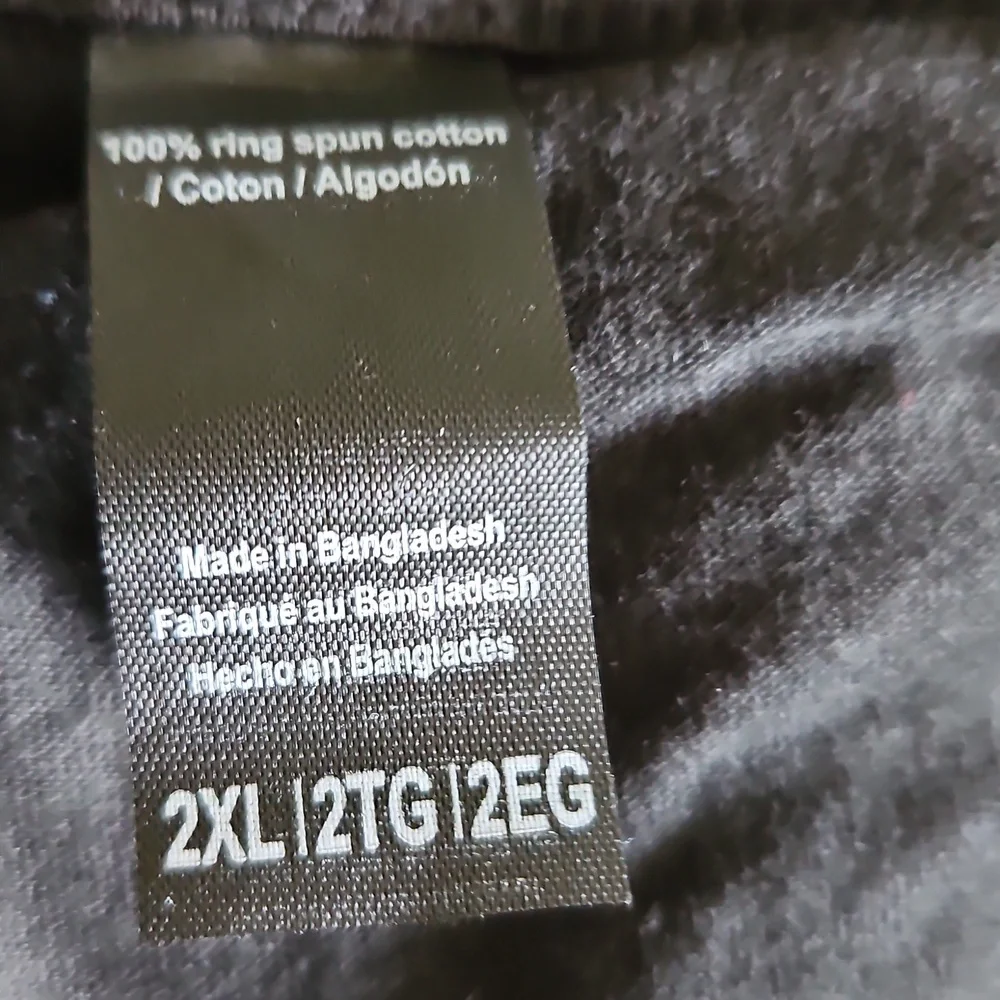 100% ring spun cotton
/ Coton / Algodón
Made in Bangladesh
Fabriqué au Bangladesh
Hecho en Bangladés
2XL|2TG|2EG